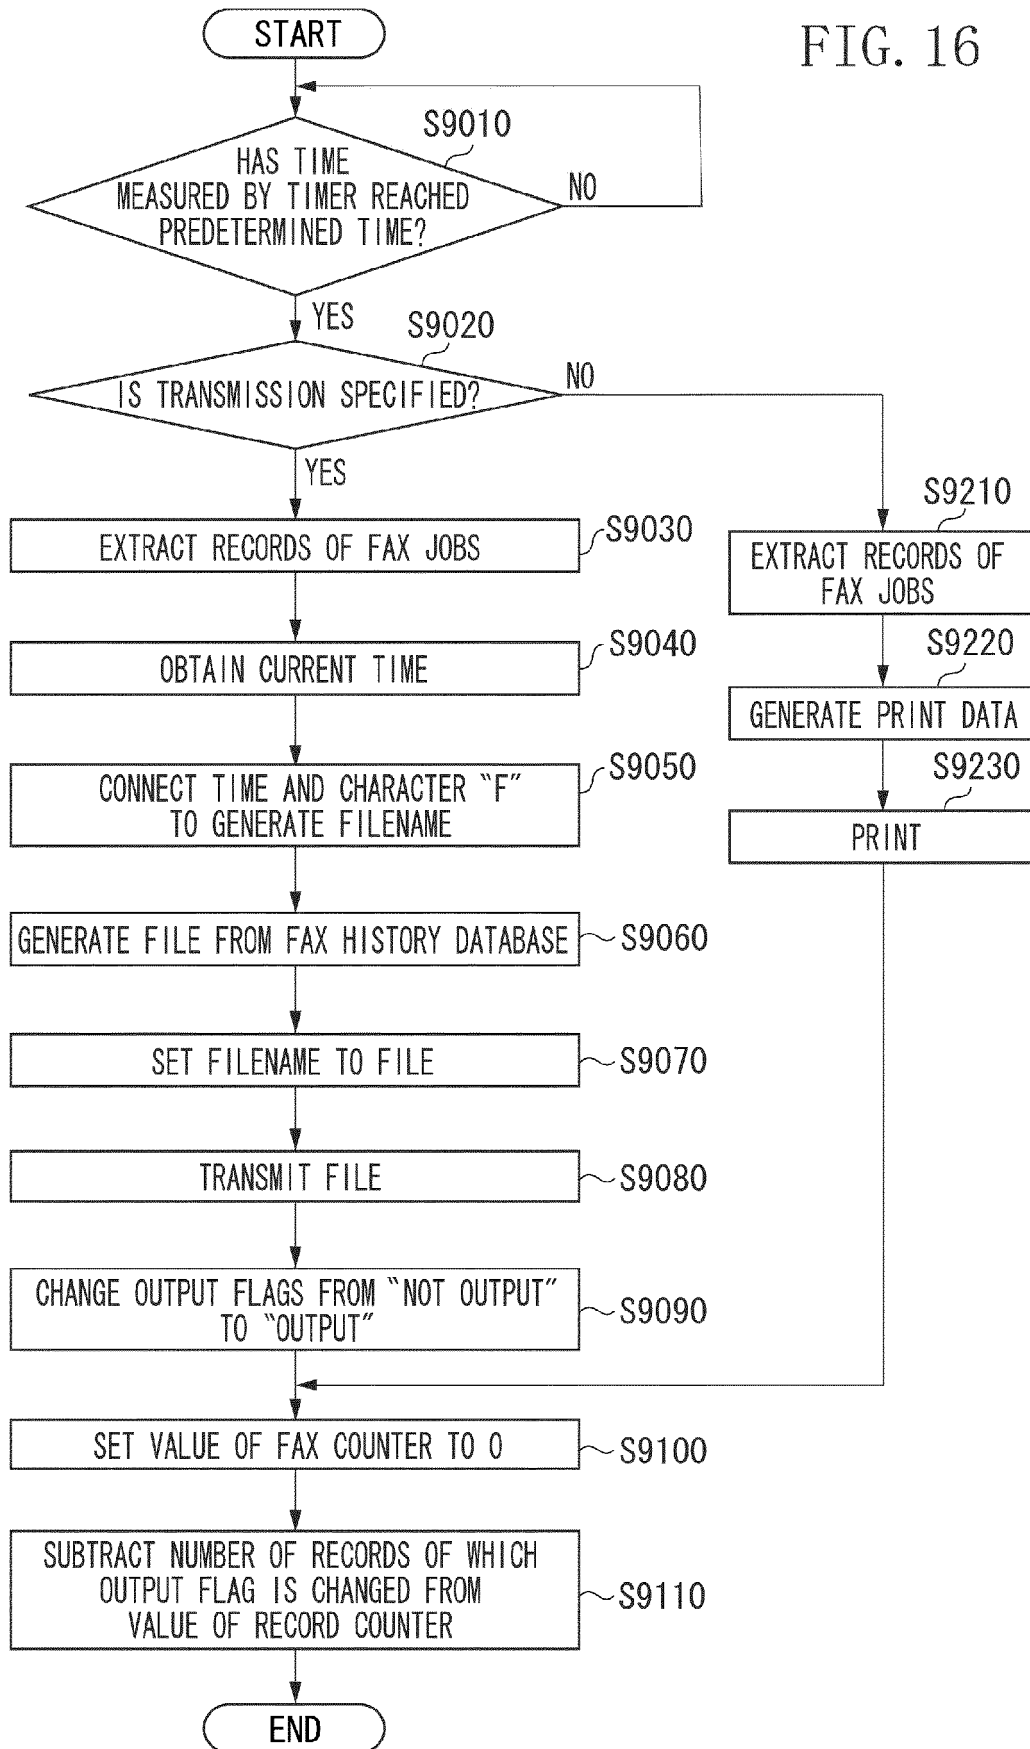 FIG. 16
START
S9010
HAS TIME
MEASURED BY TIMER REACHED
PREDETERMINED TIME?
NO
YES
S9020
IS TRANSMISSION SPECIFIED?
NO
YES
S9030
EXTRACT RECORDS OF FAX JOBS
S9040
OBTAIN CURRENT TIME
S9050
CONNECT TIME AND CHARACTER "F"
TO GENERATE FILENAME
GENERATE FILE FROM FAX HISTORY DATABASE
S9060
SET FILENAME TO FILE
S9070
TRANSMIT FILE
S9080
CHANGE OUTPUT FLAGS FROM "NOT OUTPUT"
TO "OUTPUT"
S9090
S9210
EXTRACT RECORDS OF
FAX JOBS
S9220
GENERATE PRINT DATA
S9230
PRINT
SET VALUE OF FAX COUNTER TO 0
S9100
SUBTRACT NUMBER OF RECORDS OF WHICH
OUTPUT FLAG IS CHANGED FROM
VALUE OF RECORD COUNTER
S9110
END